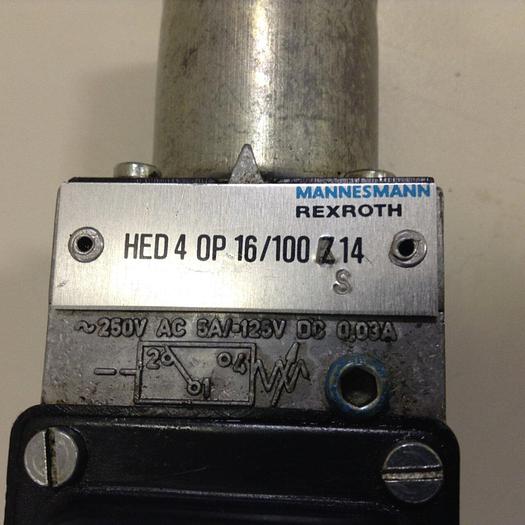 MANNESMANN
REXROTH
HED 4 OP 16/100 Z 14
S
~250V AC 5A/-125V DC 0,03A
2 4
1